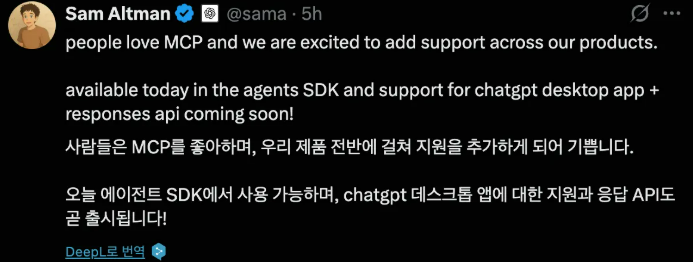 Sam Altman @sama · 5h
people love MCP and we are excited to add support across our products.
available today in the agents SDK and support for chatgpt desktop app +
responses api coming soon!
사람들은 MCP를 좋아하며, 우리 제품 전반에 걸쳐 지원을 추가하게 되어 기쁩니다.
오늘 에이전트 SDK에서 사용 가능하며, chatgpt 데스크톱 앱에 대한 지원과 응답 API도
곧 출시됩니다!
DeepL로 번역